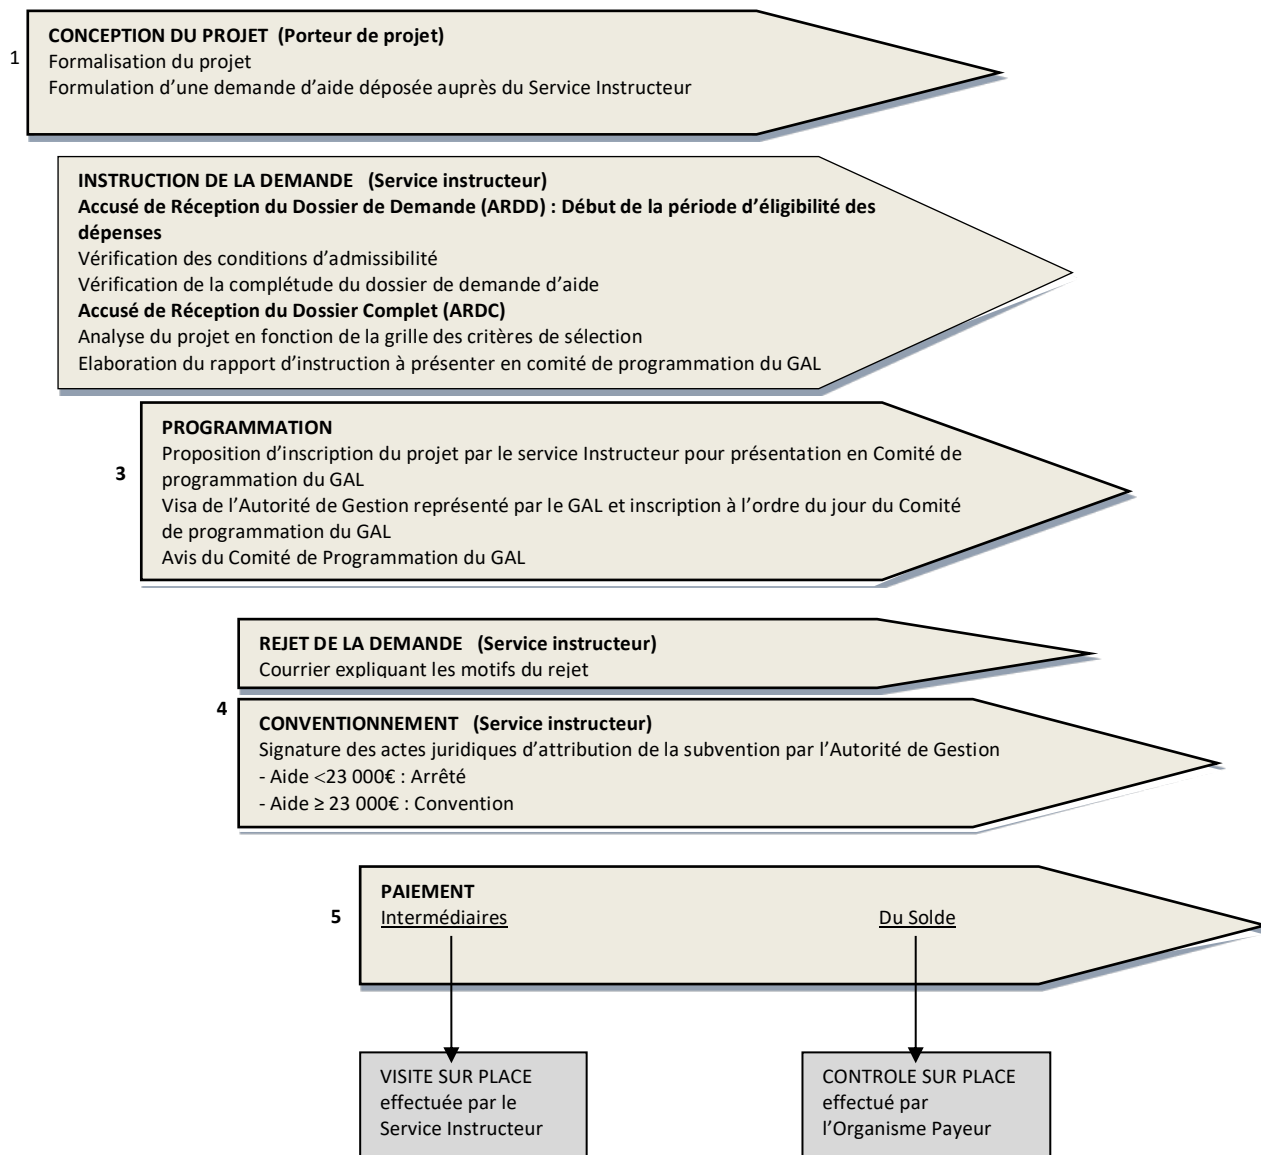 CONCEPTION DU PROJET (Porteur de projet)
1
Formalisation du projet
Formulation d’une demande d’aide déposée auprès du Service Instructeur
INSTRUCTION DE LA DEMANDE (Service instructeur)
Accusé de Réception du Dossier de Demande (ARDD) : Début de la période d’éligibilité des
dépenses
Vérification des conditions d’admissibilité
Vérification de la complétude du dossier de demande d’aide
Accusé de Réception du Dossier Complet (ARDC)
Analyse du projet en fonction de la grille des critères de sélection
Elaboration du rapport d’instruction à présenter en comité de programmation du GAL
PROGRAMMATION
Proposition d’inscription du projet par le service Instructeur pour présentation en Comité de
3
programmation du GAL
Visa de l’Autorité de Gestion représenté par le GAL et inscription à l’ordre du jour du Comité
de programmation du GAL
Avis du Comité de Programmation du GAL
REJET DE LA DEMANDE (Service instructeur)
Courrier expliquant les motifs du rejet
4
CONVENTIONNEMENT (Service instructeur)
Signature des actes juridiques d’attribution de la subvention par l’Autorité de Gestion
- Aide <23 000€ : Arrêté
- Aide ≥ 23 000€ : Convention
PAIEMENT
5
Intermédiaires Du Solde
VISITE SUR PLACE
effectuée par le
Service Instructeur
CONTROLE SUR PLACE
effectué par
l’Organisme Payeur